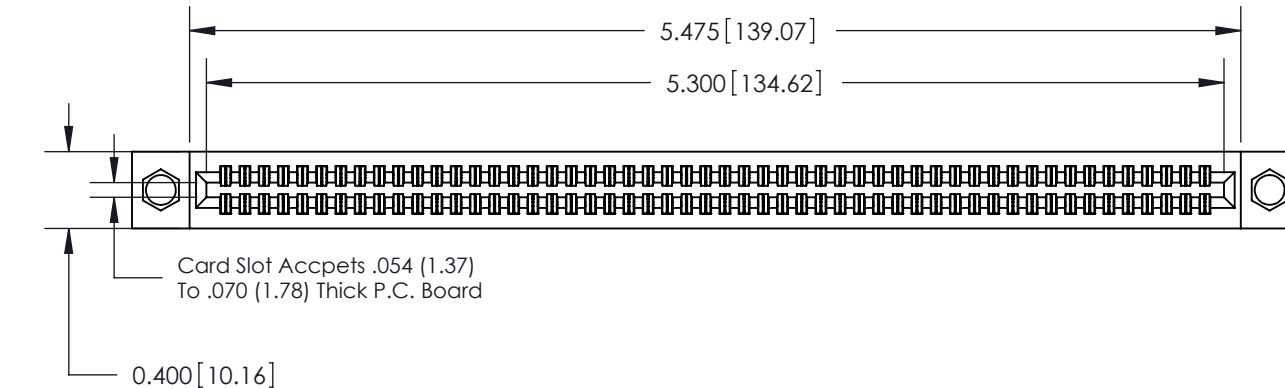 5.475[139.07]
5.300[134.62]
Card Slot Accpets .054 (1.37)
To .070 (1.78) Thick P.C. Board
0.400[10.16]